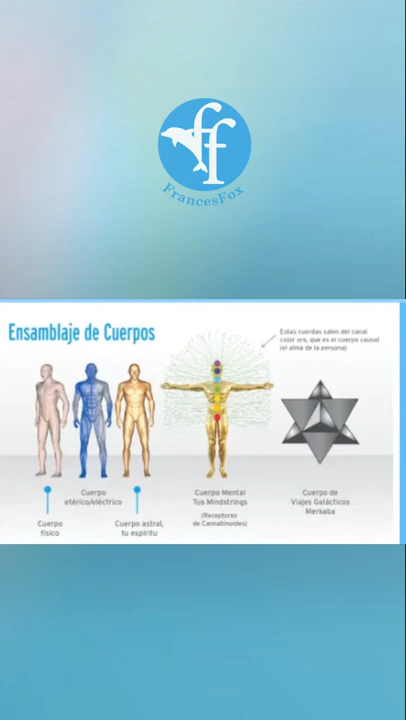 ff
FrancesFox
Ensamblaje de Cuerpos
Estas cuerdas salen del canal
color oro, que es el cuerpo causal
(el alma de la persona)
Cuerpo
físico
Cuerpo
etérico/eléctrico
Cuerpo astral,
tu espíritu
Cuerpo Mental
Tus Mindstrings
(Receptores
de Cannabinoides)
Cuerpo de
Viajes Galácticos
Merkaba